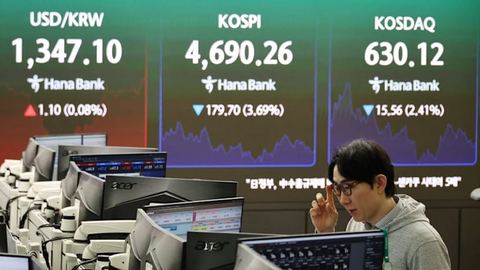 USD/KRW
1,347.10
Hana Bank
▲ 1,10 (0,08%)
KOSPI
4,690.26
Hana Bank
▼ 179,70 (3,69%)
KOSDAQ
630.12
Hana Bank
▼ 15,56 (2,41%)
acer
acer